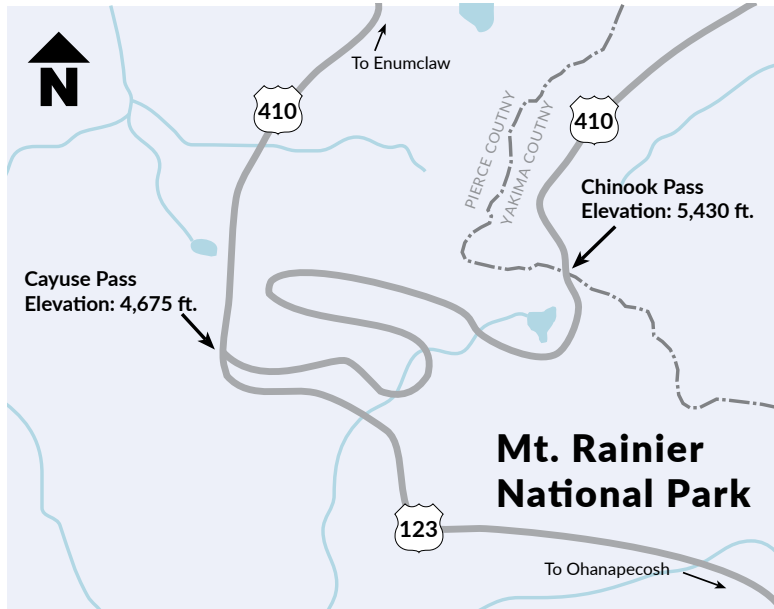 N
To Enumclaw
410
410
PIERCE COUTNY
YAKIMA COUTNY
Chinook Pass
Elevation: 5,430 ft.
Cayuse Pass
Elevation: 4,675 ft.
Mt. Rainier
National Park
123
To Ohanapecosh